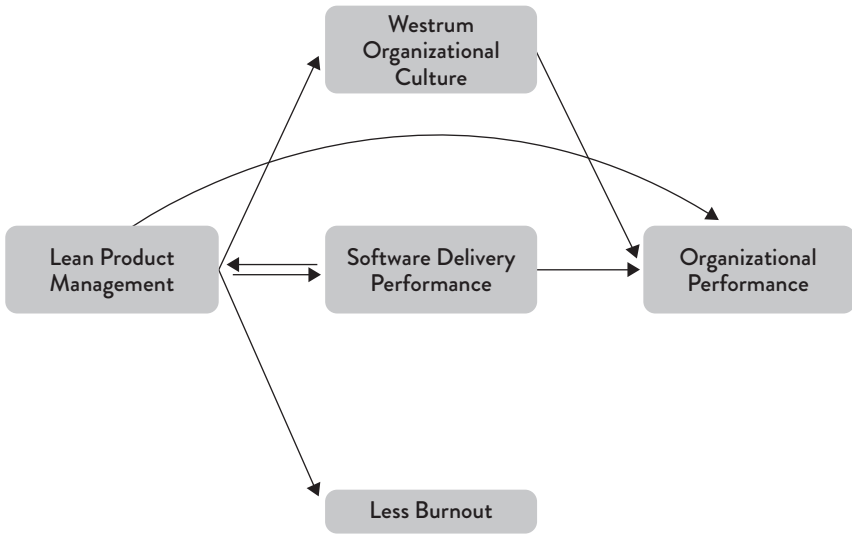 Westrum
Organizational
Culture
Lean Product
Management
Software Delivery
Performance
Organizational
Performance
Less Burnout